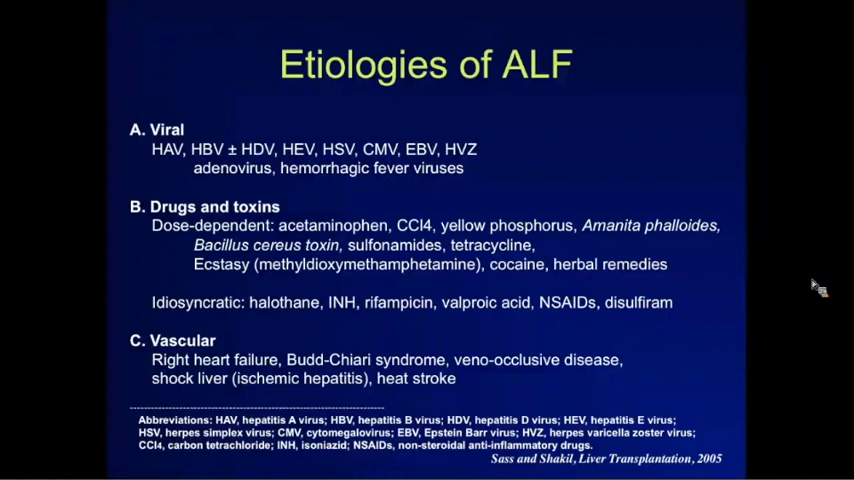 Etiologies of ALF
A. Viral
HAV, HBV ± HDV, HEV, HSV, CMV, EBV, HVZ
adenovirus, hemorrhagic fever viruses
B. Drugs and toxins
Dose-dependent: acetaminophen, CCl4, yellow phosphorus, Amanita phalloides,
Bacillus cereus toxin, sulfonamides, tetracycline,
Ecstasy (methyldioxymethamphetamine), cocaine, herbal remedies
Idiosyncratic: halothane, INH, rifampicin, valproic acid, NSAIDs, disulfiram
C. Vascular
Right heart failure, Budd-Chiari syndrome, veno-occlusive disease,
shock liver (ischemic hepatitis), heat stroke
Abbreviations: HAV, hepatitis A virus; HBV, hepatitis B virus; HDV, hepatitis D virus; HEV, hepatitis E virus;
HSV, herpes simplex virus; CMV, cytomegalovirus; EBV, Epstein Barr virus; HVZ, herpes varicella zoster virus;
CCl4, carbon tetrachloride; INH, isoniazid; NSAIDs, non-steroidal anti-inflammatory drugs.
Sass and Shakil, Liver Transplantation, 2005